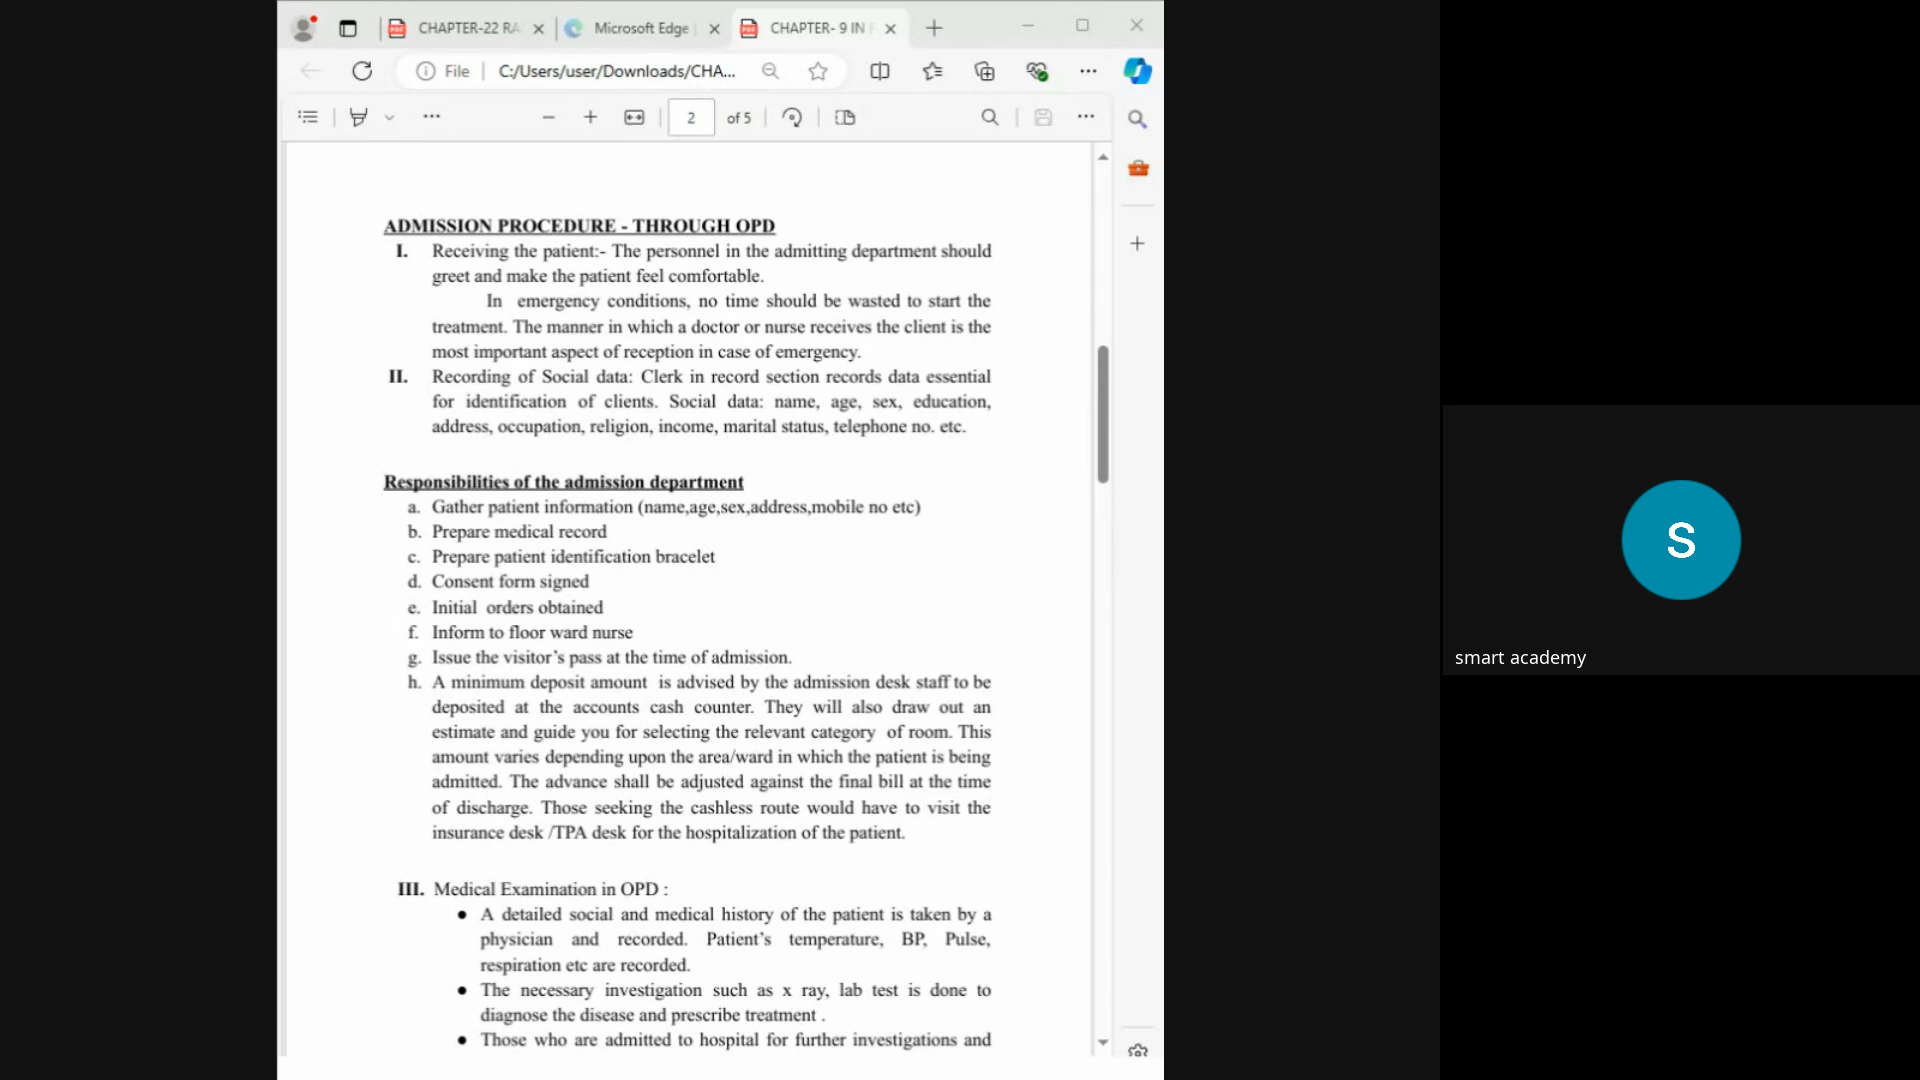 CHAPTER-22 RA
Microsoft Edge
CHAPTER- 9 IN
File
C:/Users/user/Downloads/CHA...
2
of 5
ADMISSION PROCEDURE - THROUGH OPD
I. Receiving the patient:- The personnel in the admitting department should
greet and make the patient feel comfortable.
In emergency conditions, no time should be wasted to start the
treatment. The manner in which a doctor or nurse receives the client is the
most important aspect of reception in case of emergency.
II. Recording of Social data: Clerk in record section records data essential
for identification of clients. Social data: name, age, sex, education,
address, occupation, religion, income, marital status, telephone no. etc.
Responsibilities of the admission department
a. Gather patient information (name,age,sex,address,mobile no etc)
b. Prepare medical record
c. Prepare patient identification bracelet
d. Consent form signed
e. Initial orders obtained
f. Inform to floor ward nurse
g. Issue the visitor’s pass at the time of admission.
h. A minimum deposit amount is advised by the admission desk staff to be
deposited at the accounts cash counter. They will also draw out an
estimate and guide you for selecting the relevant category of room. This
amount varies depending upon the area/ward in which the patient is being
admitted. The advance shall be adjusted against the final bill at the time
of discharge. Those seeking the cashless route would have to visit the
insurance desk /TPA desk for the hospitalization of the patient.
III. Medical Examination in OPD :
● A detailed social and medical history of the patient is taken by a
physician and recorded. Patient’s temperature, BP, Pulse,
respiration etc are recorded.
● The necessary investigation such as x ray, lab test is done to
diagnose the disease and prescribe treatment .
● Those who are admitted to hospital for further investigations and
S
smart academy